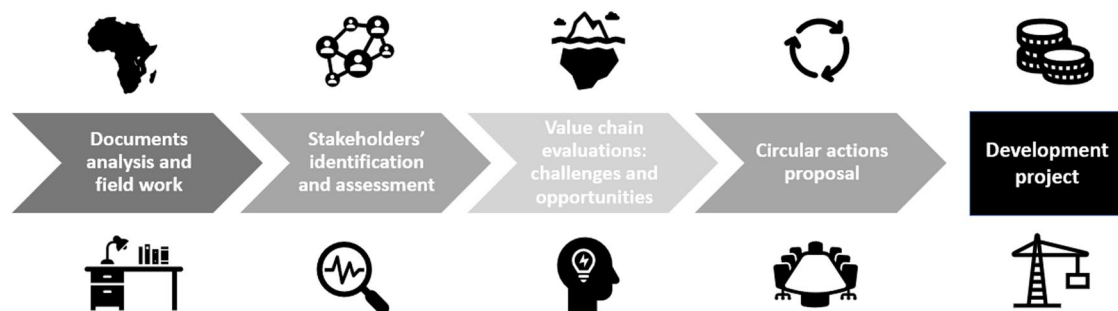 Documents
analysis and
field work
Stakeholders’
identification
and assessment
Value chain
evaluations:
challenges and
opportunities
Circular actions
proposal
Development
project